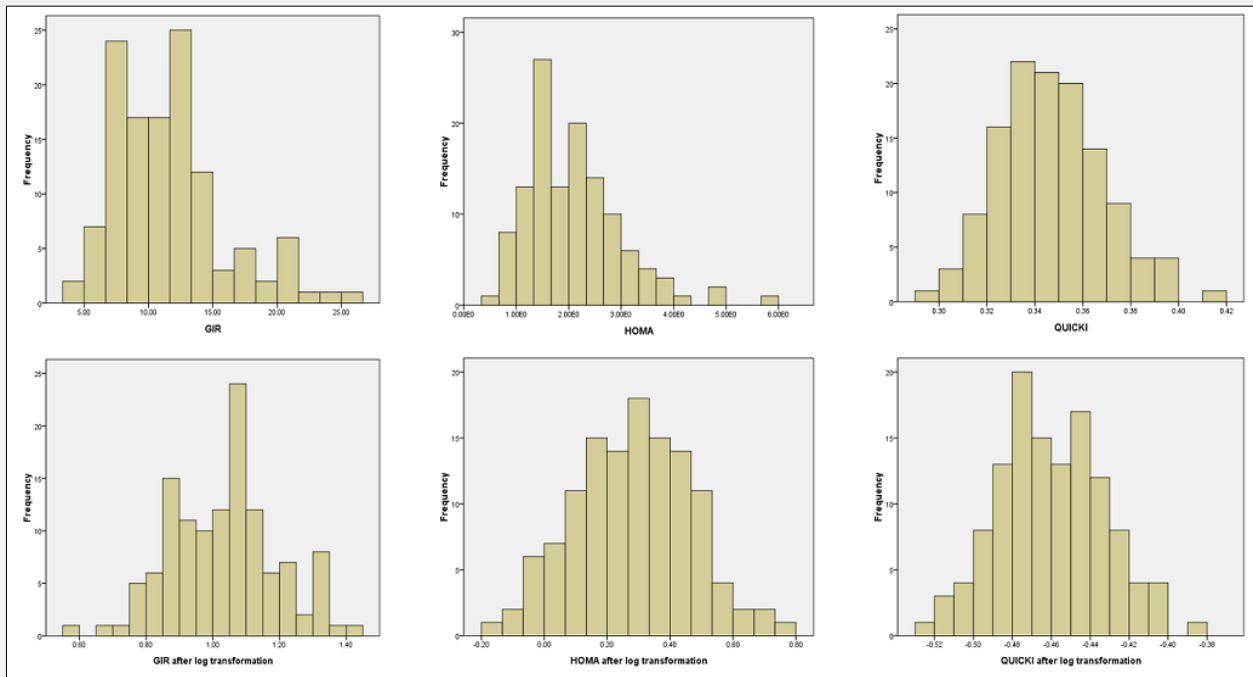 25
20
15
10
5
0
Frequency
5.00 10.00 15.00 20.00 25.00
GIR
30
20
10
0
Frequency
0.00E0 1.00E0 2.00E0 3.00E0 4.00E0 5.00E0 6.00E0
HOMA
25
20
15
10
5
0
Frequency
0.30 0.32 0.34 0.36 0.38 0.40 0.42
QUICKI
25
20
15
10
5
0
Frequency
0.60 0.80 1.00 1.20 1.40
GIR after log transformation
20
15
10
5
0
Frequency
-0.20 0.00 0.20 0.40 0.60 0.80
HOMA after log transformation
20
15
10
5
0
Frequency
-0.52 -0.50 -0.48 -0.46 -0.44 -0.42 -0.40 -0.38
QUICKI after log transformation